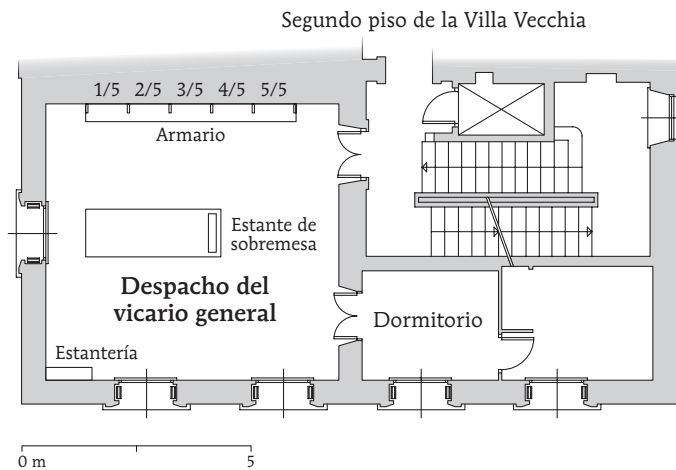 Segundo piso de la Villa Vecchia
1/5 2/5 3/5 4/5 5/5
Armario
Estante de
sobremesa
Despacho del
vicario general
Dormitorio
Estantería
0 m 5